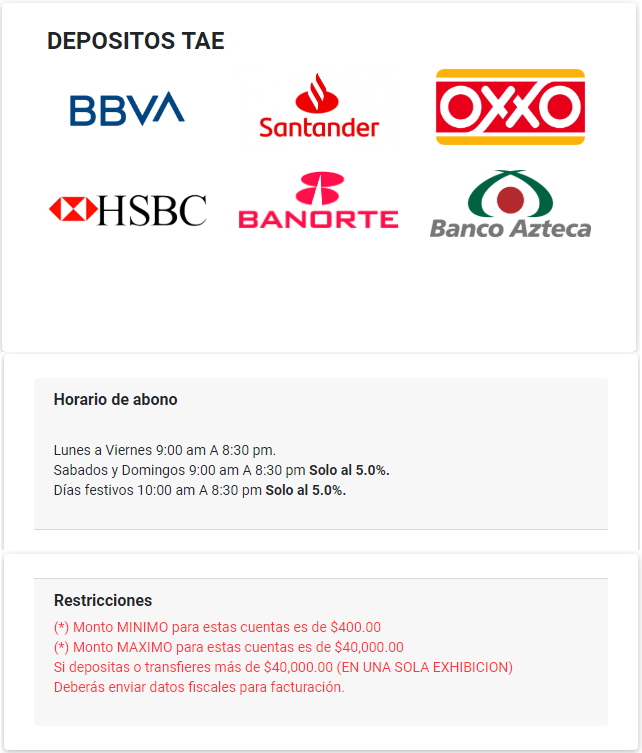 DEPOSITOS TAE
BBVA
Santander
OXXO
HSBC
BANORTE
Banco Azteca
Horario de abono
Lunes a Viernes 9:00 am A 8:30 pm.
Sabados y Domingos 9:00 am A 8:30 pm Solo al 5.0%.
Días festivos 10:00 am A 8:30 pm Solo al 5.0%.
Restricciones
(*) Monto MINIMO para estas cuentas es de $400.00
(*) Monto MAXIMO para estas cuentas es de $40,000.00
Si depositas o transfieres más de $40,000.00 (EN UNA SOLA EXHIBICION)
Deberás enviar datos fiscales para facturación.